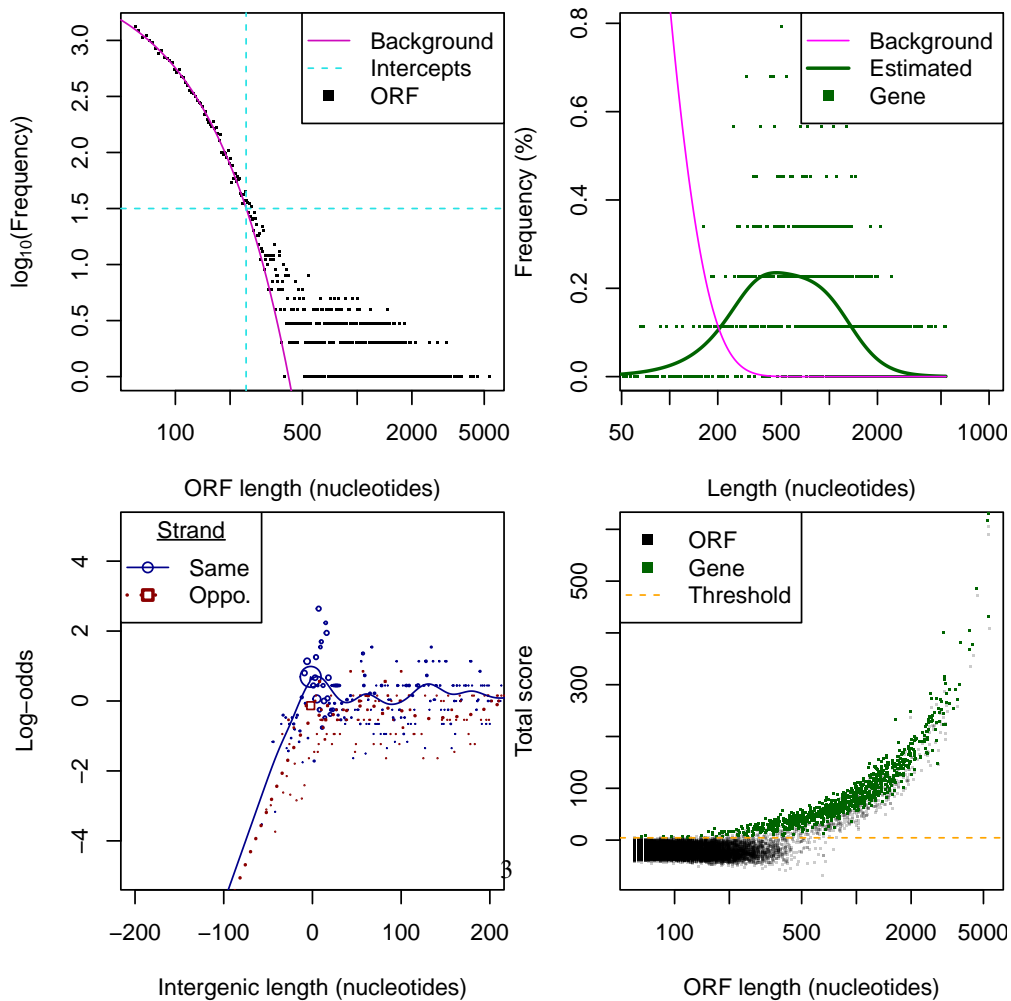 Background
Intercepts
ORF
log10(Frequency)
0.0 0.5 1.0 1.5 2.0 2.5 3.0
100 500 2000 5000
ORF length (nucleotides)
Background
Estimated
Gene
Frequency (%)
0.0 0.2 0.4 0.6 0.8
50 200 500 2000 1000
Length (nucleotides)
Strand
Same
Oppo.
Log−odds
−4 −2 0 2 4
3
−200 −100 0 100 200
Intergenic length (nucleotides)
ORF
Gene
Threshold
Total score
0 100 300 500
100 500 2000 5000
ORF length (nucleotides)